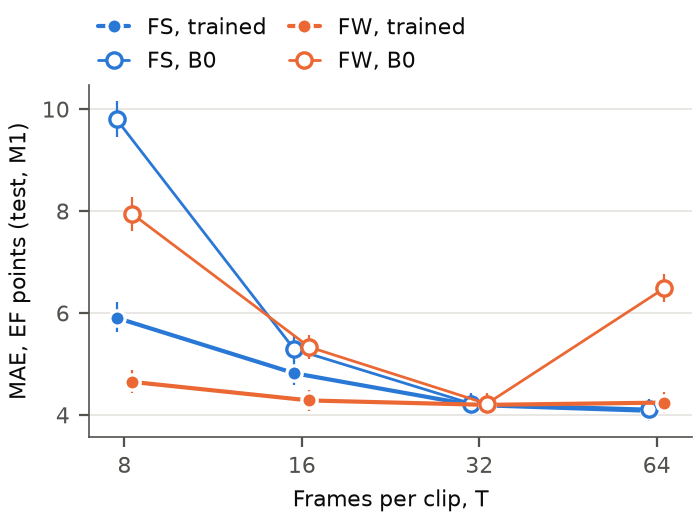 FS, trained
FW, trained
FS, B0
FW, B0
MAE, EF points (test, M1)
10
8
6
4
8
16
32
64
Frames per clip, T